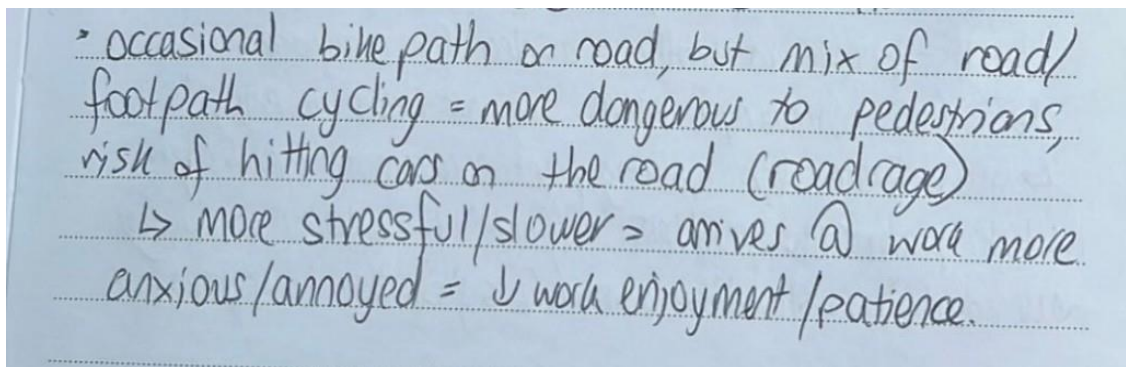 • occasional bike path on road, but mix of road/
footpath cycling = more dangerous to pedestrians,
risk of hitting cars on the road (roadrage)
↳ more stressful/slower = arrives @ work more
anxious/annoyed = ↓ work enjoyment/patience.